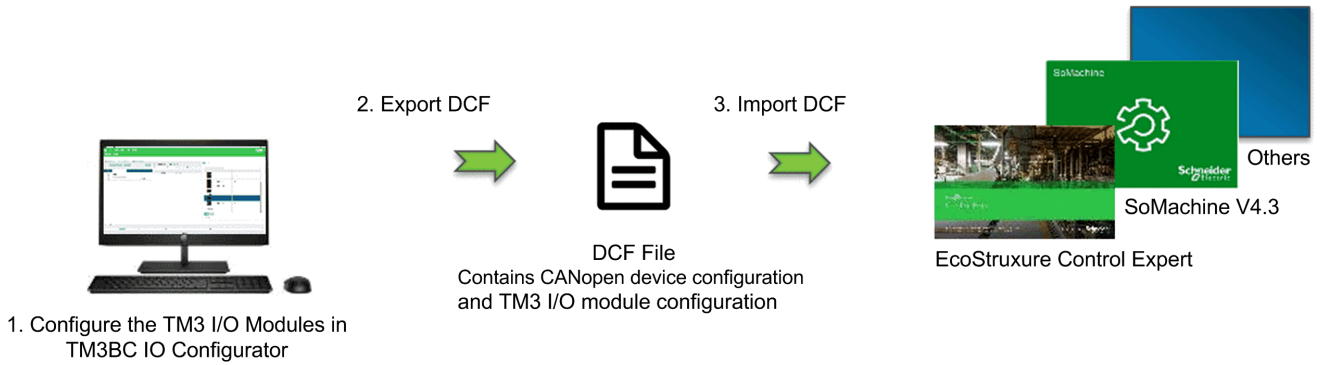 1. Configure the TM3 I/O Modules in
TM3BC IO Configurator
2. Export DCF
DCF File
Contains CANopen device configuration
and TM3 I/O module configuration
3. Import DCF
SoMachine
Schneider
Electric
Others
SoMachine V4.3
EcoStruxure Control Expert